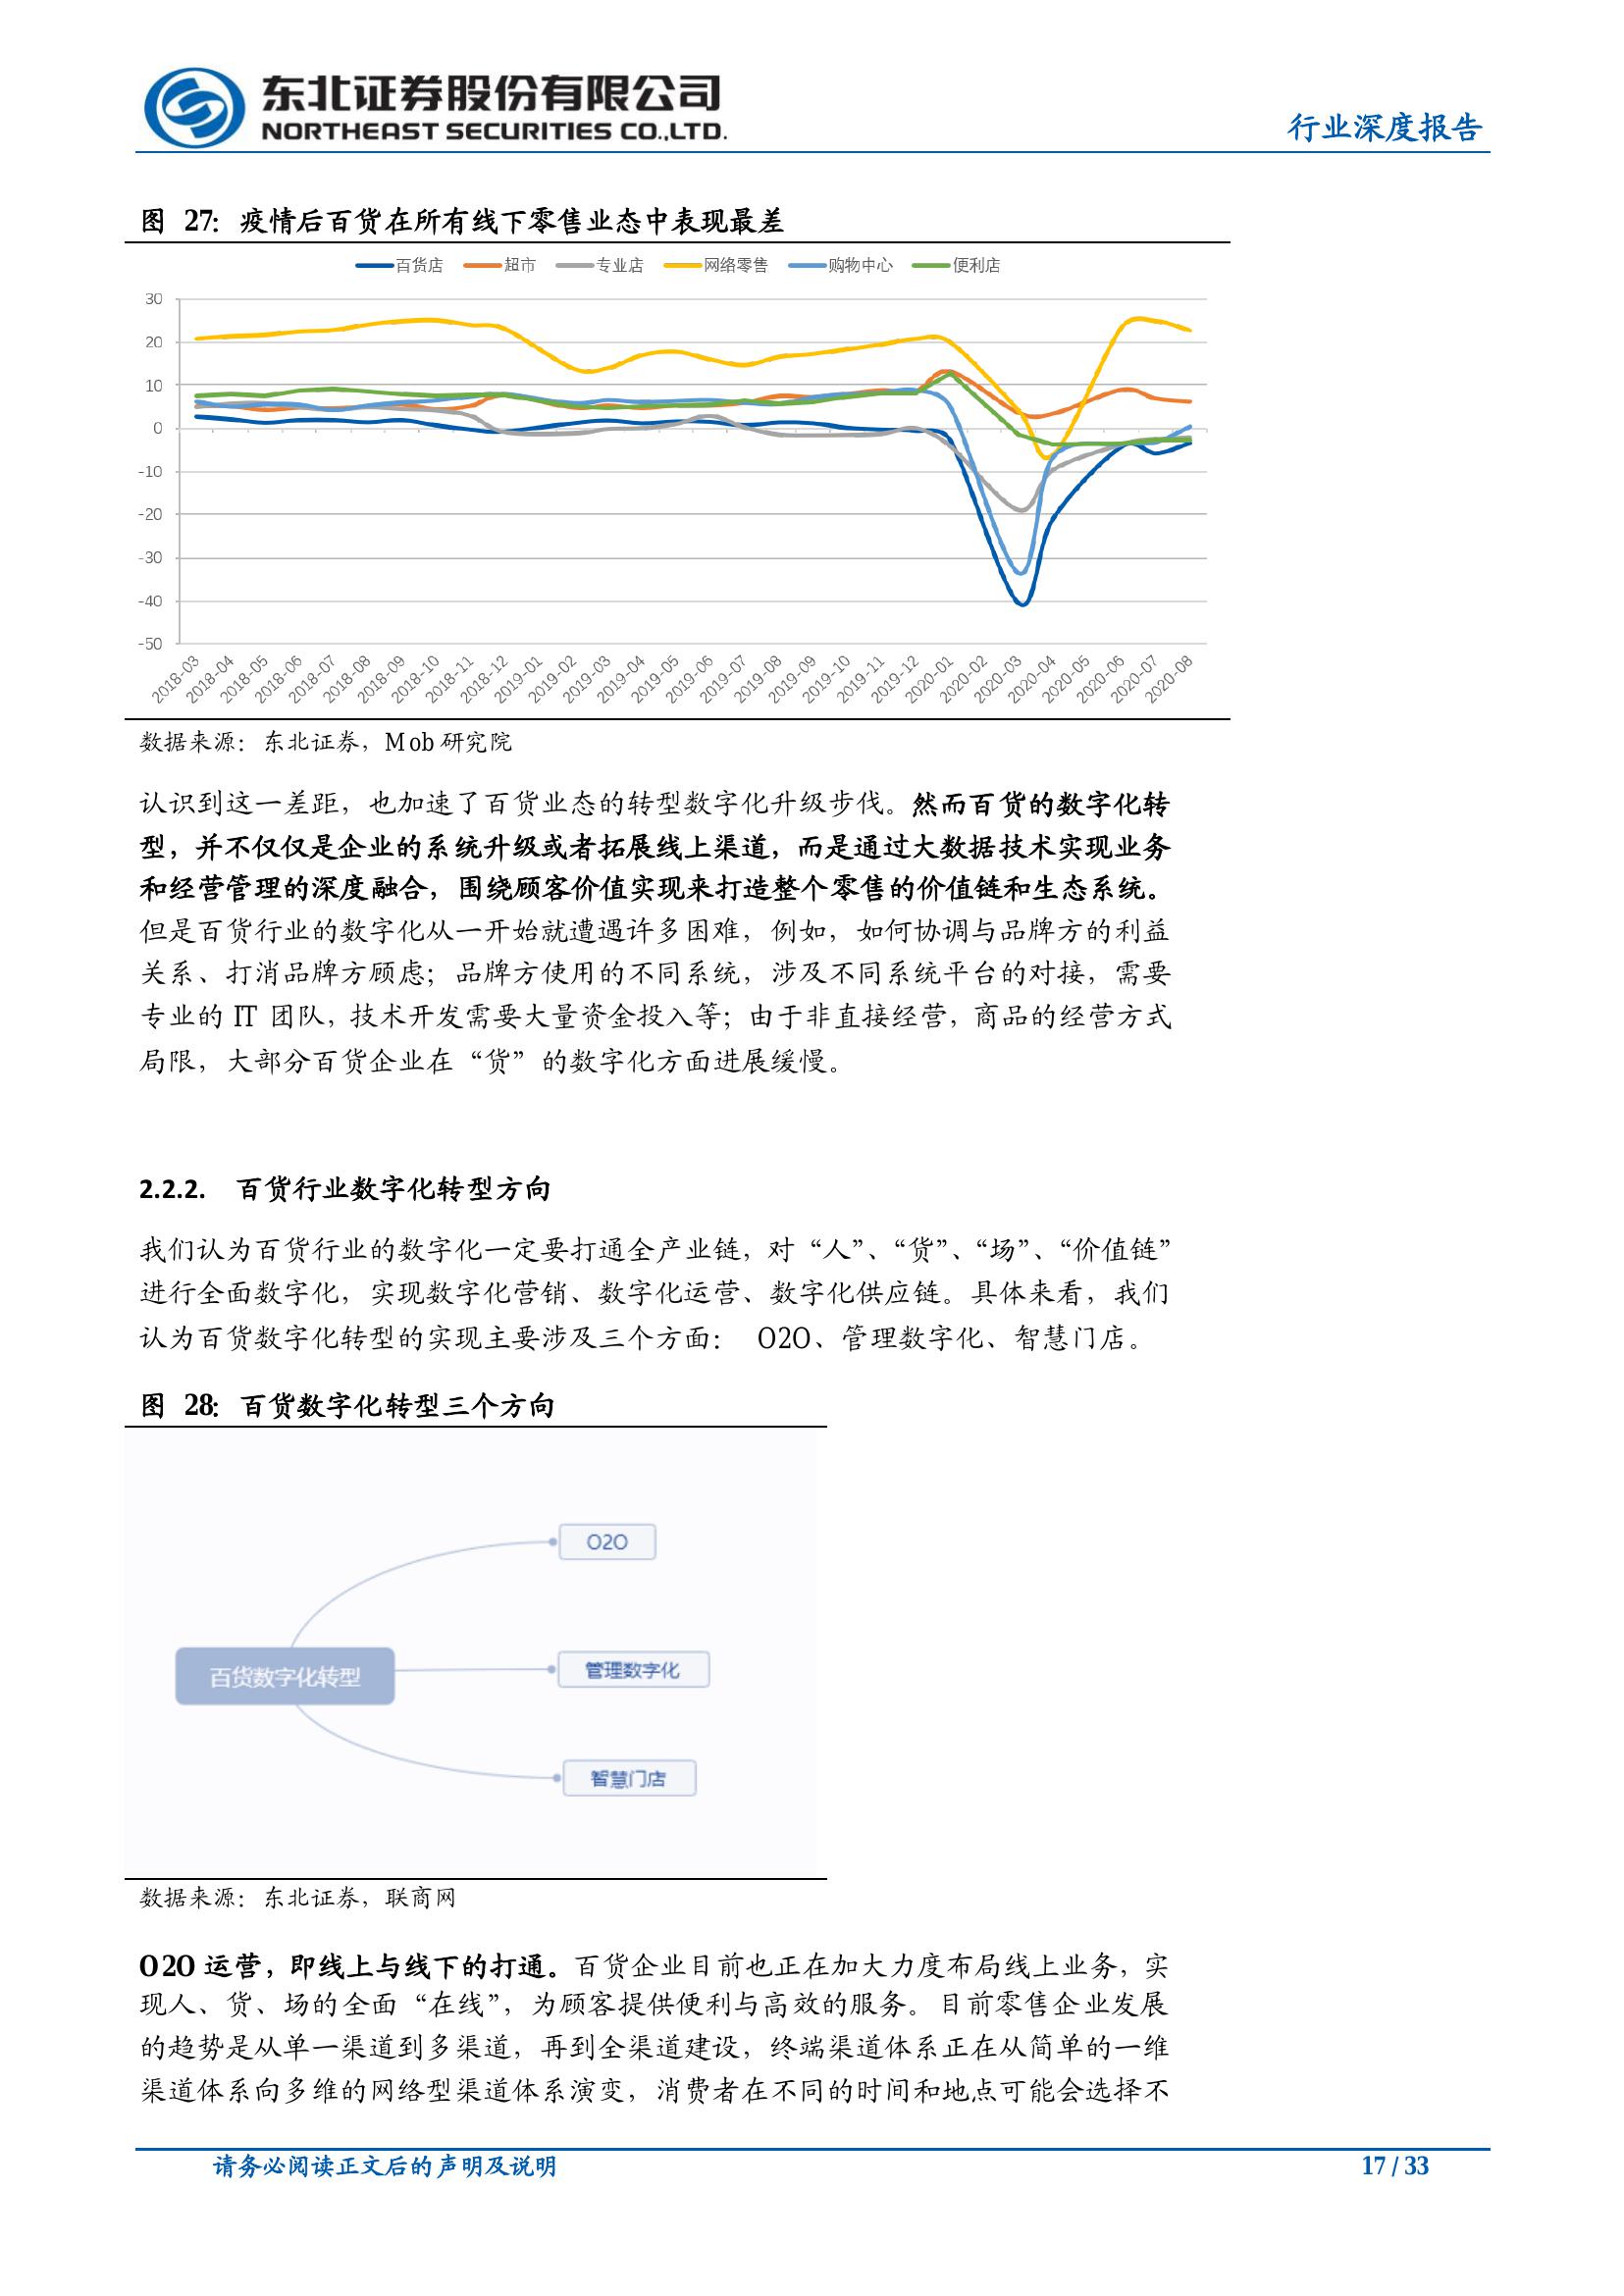 东北证券股份有限公司
NORTHEAST SECURITIES CO.,LTD.
行业深度报告
图 27：疫情后百货在所有线下零售业态中表现最差
百货店 超市 专业店 网络零售 购物中心 便利店
30
20
10
0
-10
-20
-30
-40
-50
2018-03 2018-04 2018-05 2018-06 2018-07 2018-08 2018-09 2018-10 2018-11 2018-12 2019-01 2019-02 2019-03 2019-04 2019-05 2019-06 2019-07 2019-08 2019-09 2019-10 2019-11 2019-12 2020-01 2020-02 2020-03 2020-04 2020-05 2020-06 2020-07 2020-08
数据来源：东北证券，Mob 研究院
认识到这一差距，也加速了百货业态的转型数字化升级步伐。然而百货的数字化转
型，并不仅仅是企业的系统升级或者拓展线上渠道，而是通过大数据技术实现业务
和经营管理的深度融合，围绕顾客价值实现来打造整个零售的价值链和生态系统。
但是百货行业的数字化从一开始就遭遇许多困难，例如，如何协调与品牌方的利益
关系、打消品牌方顾虑；品牌方使用的不同系统，涉及不同系统平台的对接，需要
专业的 IT 团队，技术开发需要大量资金投入等；由于非直接经营，商品的经营方式
局限，大部分百货企业在“货”的数字化方面进展缓慢。
2.2.2. 百货行业数字化转型方向
我们认为百货行业的数字化一定要打通全产业链，对“人”、“货”、“场”、“价值链”
进行全面数字化，实现数字化营销、数字化运营、数字化供应链。具体来看，我们
认为百货数字化转型的实现主要涉及三个方面： O2O、管理数字化、智慧门店。
图 28：百货数字化转型三个方向
O2O
百货数字化转型
管理数字化
智慧门店
数据来源：东北证券，联商网
O2O 运营，即线上与线下的打通。百货企业目前也正在加大力度布局线上业务，实
现人、货、场的全面“在线”，为顾客提供便利与高效的服务。目前零售企业发展
的趋势是从单一渠道到多渠道，再到全渠道建设，终端渠道体系正在从简单的一维
渠道体系向多维的网络型渠道体系演变，消费者在不同的时间和地点可能会选择不
请务必阅读正文后的声明及说明
17 / 33